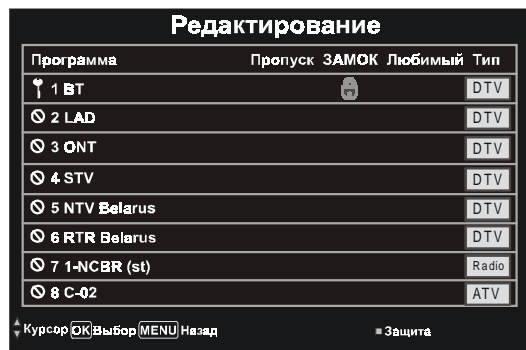 Редактирование
Программа Пропуск ЗАМОК Любимый Тип
1 BT DTV
2 LAD DTV
3 ONT DTV
4 STV DTV
5 NTV Belarus DTV
6 RTR Belarus DTV
7 1-NCBR (st) Radio
8 C-02 ATV
Курсор OK Выбор MENU Назад Защита